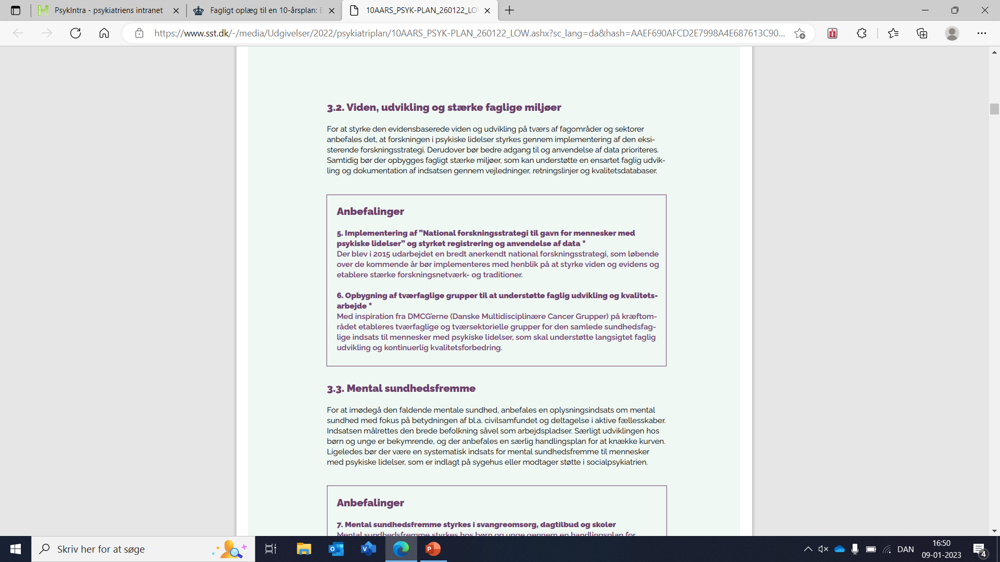 PsykIntra - psykiatriens intranet
Fagligt oplæg til en 10-årsplan:
10AARS_PSYK-PLAN_260122_LO
https://www.sst.dk/-/media/Udgivelser/2022/psykiatriplan/10AARS_PSYK-PLAN_260122_LOW.ashx?sc_lang=da&hash=AAEF690AFCD2E7998A4E687613C90...
3.2. Viden, udvikling og stærke faglige miljøer
For at styrke den evidensbaserede viden og udvikling på tværs af fagområder og sektorer
anbefales det, at forskningen i psykiske lidelser styrkes gennem implementering af den eksi-
sterende forskningsstrategi. Derudover bør bedre adgang til og anvendelse af data prioriteres.
Samtidig bør der opbygges fagligt stærke miljøer, som kan understøtte en ensartet faglig udvik-
ling og dokumentation af indsatsen gennem vejledninger, retningslinjer og kvalitetsdatabaser.
Anbefalinger
5. Implementering af ”National forskningsstrategi til gavn for mennesker med
psykiske lidelser” og styrket registrering og anvendelse af data *
Der blev i 2015 udarbejdet en bredt anerkendt national forskningsstrategi, som løbende
over de kommende år bør implementeres med henblik på at styrke viden og evidens og
etablere stærke forskningsnetværk- og traditioner.
6. Opbygning af tværfaglige grupper til at understøtte faglig udvikling og kvalitets-
arbejde *
Med inspiration fra DMCG’erne (Danske Multidisciplinære Cancer Grupper) på kræftom-
rådet etableres tværfaglige og tværsektorielle grupper for den samlede sundhedsfag-
lige indsats til mennesker med psykiske lidelser, som skal understøtte langsigtet faglig
udvikling og kontinuerlig kvalitetsforbedring.
3.3. Mental sundhedsfremme
For at imødegå den faldende mentale sundhed, anbefales en oplysningsindsats om mental
sundhed med fokus på betydningen af bl.a. civilsamfundet og deltagelse i aktive fællesskaber.
Indsatsen målrettes den brede befolkning såvel som arbejdspladser. Særligt udviklingen hos
børn og unge er bekymrende, og der anbefales en særlig handlingsplan for at knække kurven.
Ligeledes bør der være en systematisk indsats for mental sundhedsfremme til mennesker
med psykiske lidelser, som er indlagt på sygehus eller modtager støtte i socialpsykiatrien.
Anbefalinger
7. Mental sundhedsfremme styrkes i svangreomsorg, dagtilbud og skoler
Mental sundhedsfremme styrkes hos børn og unge gennem en handlingsplan for
Skriv her for at søge
DAN
16:50
09-01-2023
4